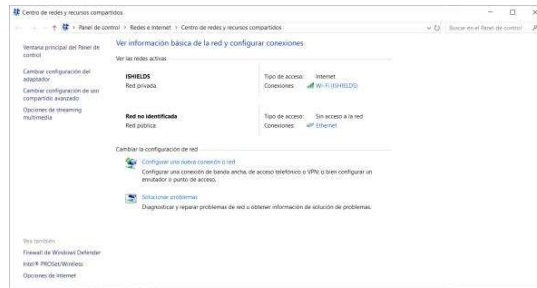 Centro de redes y recursos compartidos
Panel de control > Redes e Internet > Centro de redes y recursos compartidos
Buscar en el Panel de control
Ventana principal del Panel de
control
Cambiar configuración del
adaptador
Cambiar configuración de uso
compartido avanzado
Opciones de streaming
multimedia
Ver información básica de la red y configurar conexiones
Ver las redes activas
ISHIELDS
Red privada
Tipo de acceso: Internet
Conexiones: Wi-Fi (ISHIELDS)
Red no identificada
Red pública
Tipo de acceso: Sin acceso a la red
Conexiones: Ethernet
Cambiar la configuración de red
Configurar una nueva conexión o red
Configurar una conexión de banda ancha, de acceso telefónico o VPN; o bien configurar un
enrutador o punto de acceso.
Solucionar problemas
Diagnosticar y reparar problemas de red u obtener información de solución de problemas.
Vea también
Firewall de Windows Defender
Intel® PROSet/Wireless
Opciones de Internet